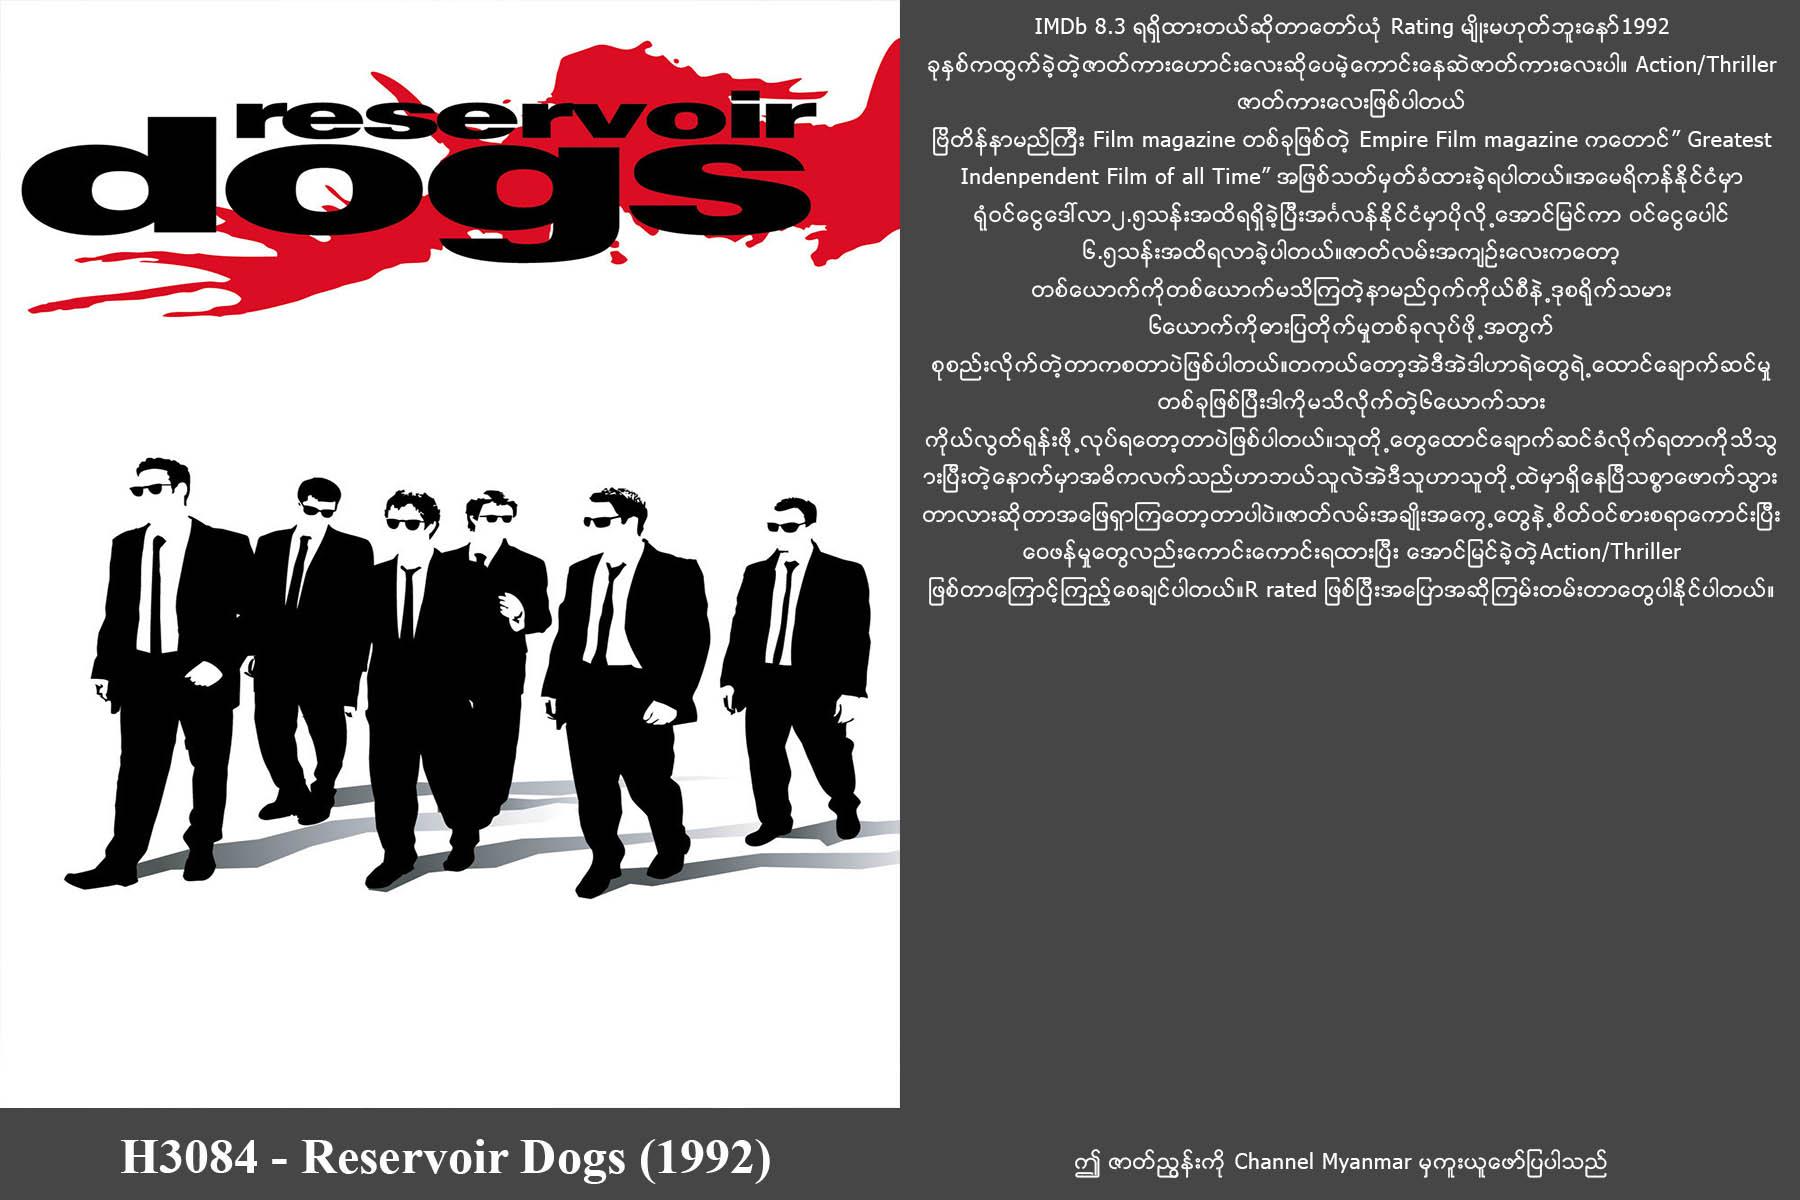 reservoir
dogs
H3084 - Reservoir Dogs (1992)
IMDb 8.3 ရရှိထားတယ်ဆိုတာတော်ယုံ Rating မျိုးမဟုတ်ဘူးနော်1992
ခုနှစ်ကထွက်ခဲ့တဲ့ဇာတ်ကားဟောင်းလေးဆိုပေမဲ့ကောင်းနေဆဲဇာတ်ကားလေးပါ။ Action/Thriller
ဇာတ်ကားလေးဖြစ်ပါတယ်
ဗြိတိန်နာမည်ကြီး Film magazine တစ်ခုဖြစ်တဲ့ Empire Film magazine ကတောင်” Greatest
Indenpendent Film of all Time” အဖြစ်သတ်မှတ်ခံထားခဲ့ရပါတယ်။အမေရိကန်နိုင်ငံမှာ
ရုံဝင်ငွေဒေါ်လာ၂.၅သန်းအထိရရှိခဲ့ပြီးအင်္ဂလန်နိုင်ငံမှာပိုလို့အောင်မြင်ကာ ဝင်ငွေပေါင်
၆.၅သန်းအထိရလာခဲ့ပါတယ်။ဇာတ်လမ်းအကျဉ်းလေးကတော့
တစ်ယောက်ကိုတစ်ယောက်မသိကြတဲ့နာမည်ဝှက်ကိုယ်စီနဲ့ဒုစရိုက်သမား
၆ယောက်ကိုဓားပြတိုက်မှုတစ်ခုလုပ်ဖို့အတွက်
စုစည်းလိုက်တဲ့တာကစတာပဲဖြစ်ပါတယ်။တကယ်တော့အဲဒီအဲဒါဟာရဲတွေရဲ့ထောင်ချောက်ဆင်မှု
တစ်ခုဖြစ်ပြီးဒါကိုမသိလိုက်တဲ့၆ယောက်သား
ကိုယ်လွတ်ရုန်းဖို့လုပ်ရတော့တာပဲဖြစ်ပါတယ်။သူတို့တွေထောင်ချောက်ဆင်ခံလိုက်ရတာကိုသိသွ
ားပြီးတဲ့နောက်မှာအဓိကလက်သည်ဟာဘယ်သူလဲအဲဒီသူဟာသူတို့ထဲမှာရှိနေပြီသစ္စာဖောက်သွား
တာလားဆိုတာအဖြေရှာကြတော့တာပါပဲ။ဇာတ်လမ်းအချိုးအကွေ့တွေနဲ့စိတ်ဝင်စားစရာကောင်းပြီး
ဝေဖန်မှုတွေလည်းကောင်းကောင်းရထားပြီး အောင်မြင်ခဲ့တဲ့Action/Thriller
ဖြစ်တာကြောင့်ကြည့်စေချင်ပါတယ်။R rated ဖြစ်ပြီးအပြောအဆိုကြမ်းတမ်းတာတွေပါနိုင်ပါတယ်။
ဤ ဇာတ်ညွန်းကို Channel Myanmar မှကူးယူဖော်ပြပါသည်